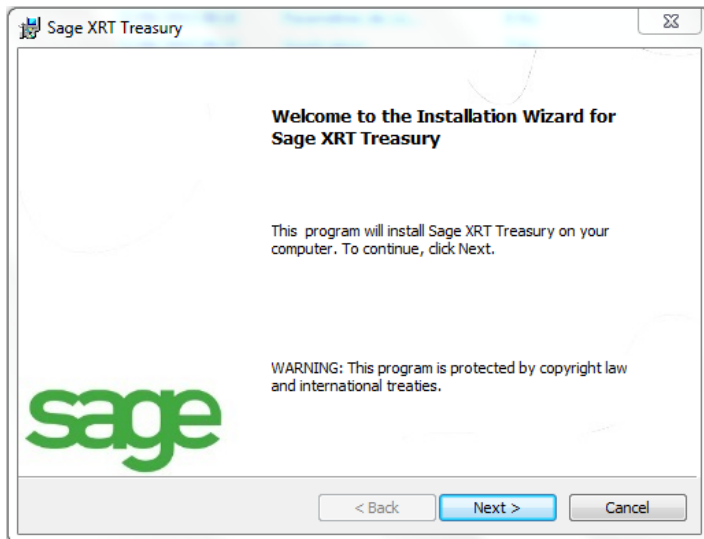 Sage XRT Treasury
Welcome to the Installation Wizard for
Sage XRT Treasury
This program will install Sage XRT Treasury on your
computer. To continue, click Next.
WARNING: This program is protected by copyright law
and international treaties.
sage
< Back
Next >
Cancel